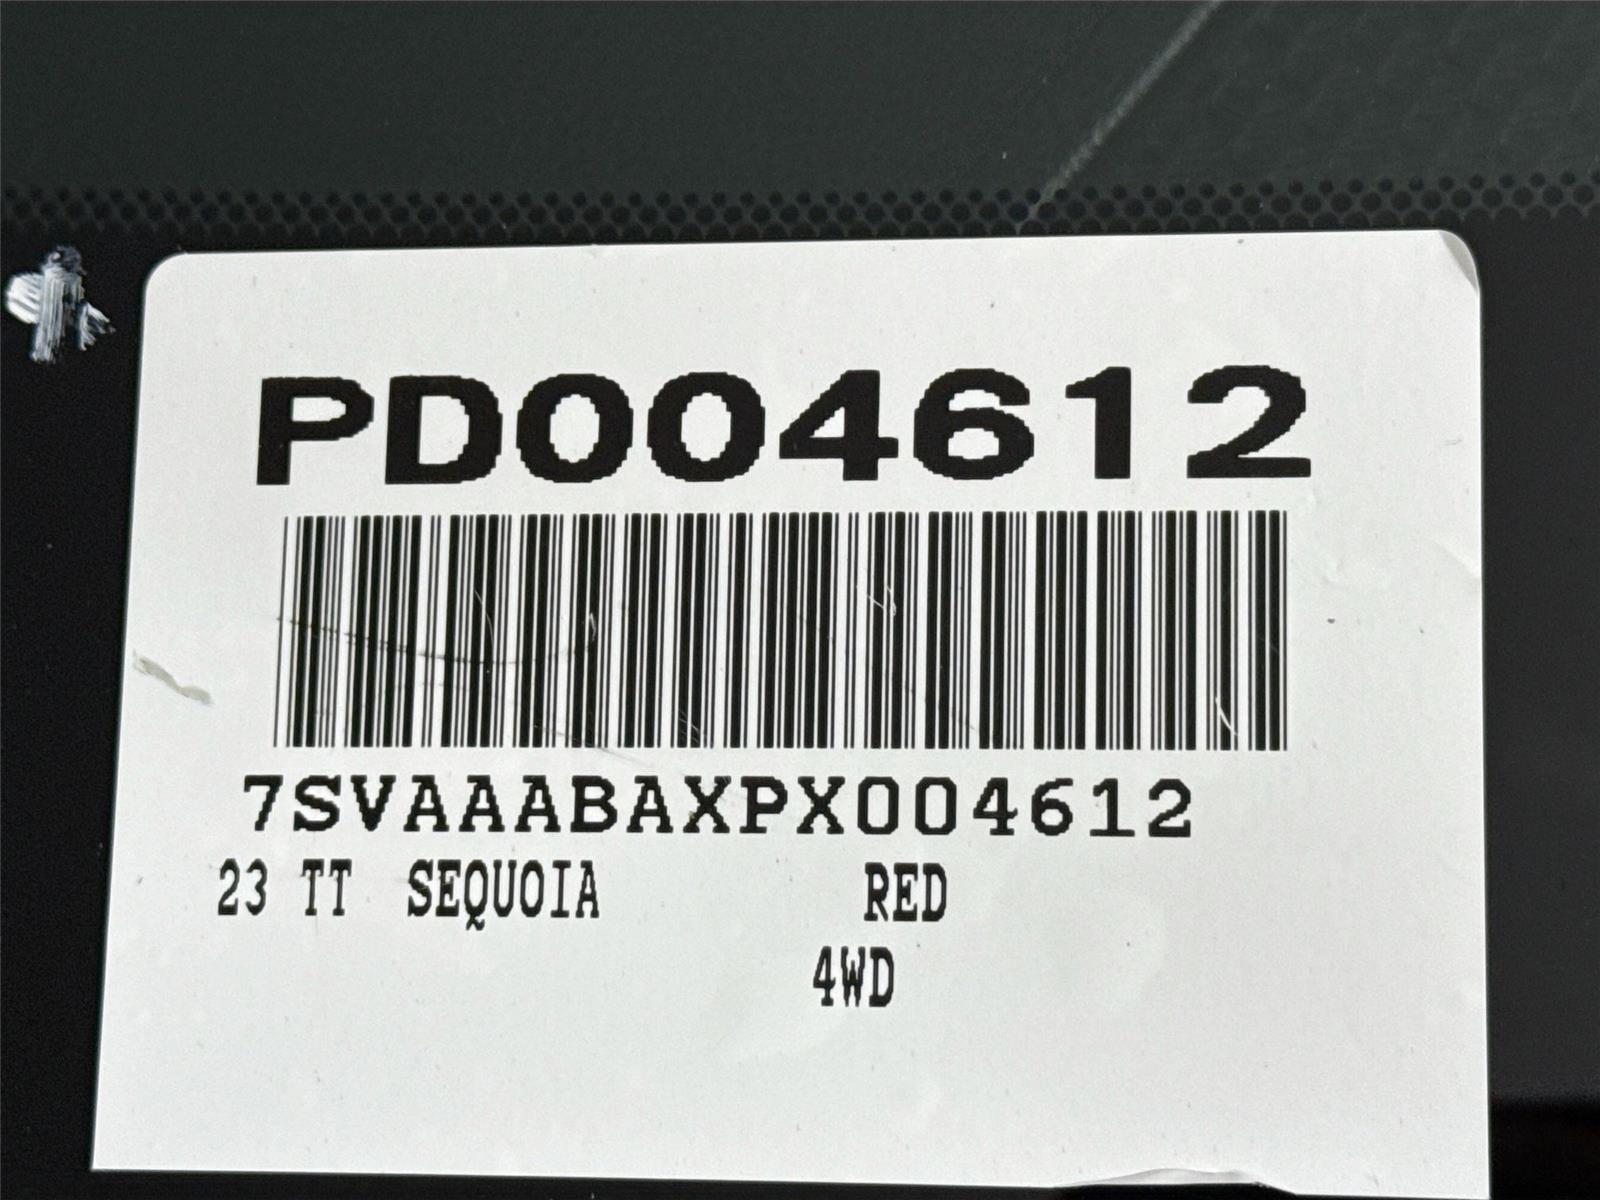 PD004612
7SVAAABAXPX004612
23 TT SEQUOIA RED
4WD